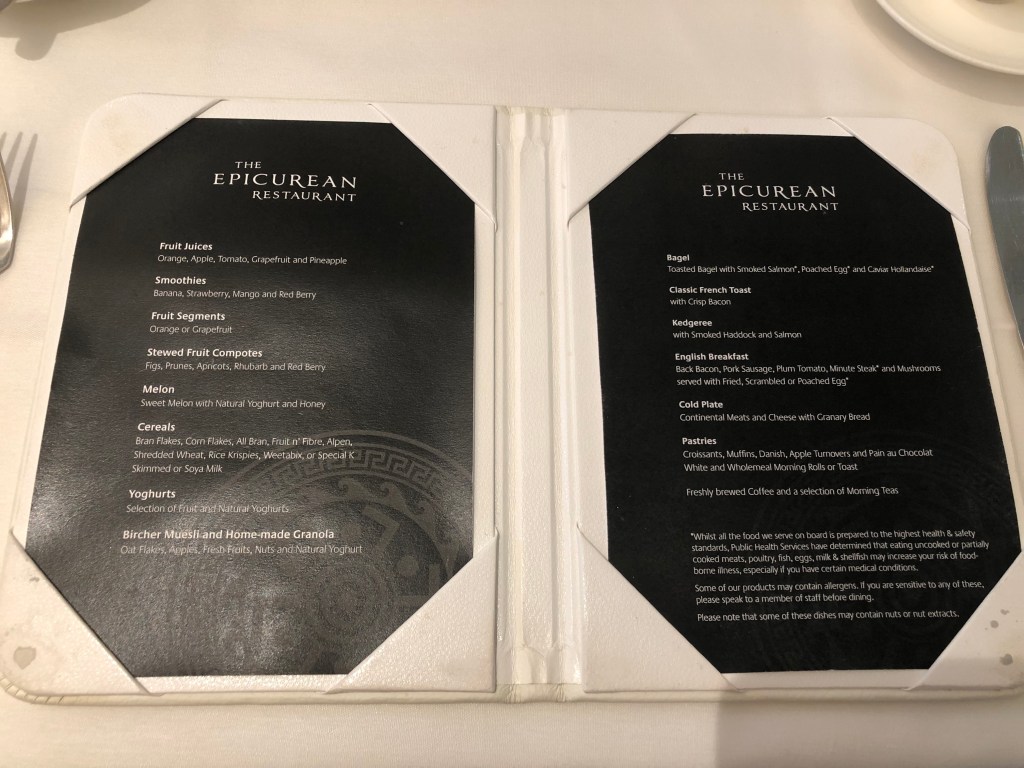 THE
EPICUREAN
RESTAURANT
Fruit Juices
Orange, Apple, Tomato, Grapefruit and Pineapple
Smoothies
Banana, Strawberry, Mango and Red Berry
Fruit Segments
Orange or Grapefruit
Stewed Fruit Compotes
Figs, Prunes, Apricots, Rhubarb and Red Berry
Melon
Sweet Melon with Natural Yoghurt and Honey
Cereals
Bran Flakes, Corn Flakes, All Bran, Fruit n' Fibre, Alpen,
Shredded Wheat, Rice Krispies, Weetabix, or Special K
Skimmed or Soya Milk
Yoghurts
Selection of Fruit and Natural Yoghurts
Bircher Muesli and Home-made Granola
Oat Flakes, Apples, Fresh Fruits, Nuts and Natural Yoghurt
THE
EPICUREAN
RESTAURANT
Bagel
Toasted Bagel with Smoked Salmon*, Poached Egg* and Caviar Hollandaise*
Classic French Toast
with Crisp Bacon
Kedgeree
with Smoked Haddock and Salmon
English Breakfast
Back Bacon, Pork Sausage, Plum Tomato, Minute Steak* and Mushrooms
served with Fried, Scrambled or Poached Egg*
Cold Plate
Continental Meats and Cheese with Granary Bread
Pastries
Croissants, Muffins, Danish, Apple Turnovers and Pain au Chocolat
White and Wholemeal Morning Rolls or Toast
Freshly brewed Coffee and a selection of Morning Teas
*Whilst all the food we serve on board is prepared to the highest health & safety
standards, Public Health Services have determined that eating uncooked or partially
cooked meats, poultry, fish, eggs, milk & shellfish may increase your risk of food-
borne illness, especially if you have certain medical conditions.
Some of our products may contain allergens. If you are sensitive to any of these,
please speak to a member of staff before dining.
Please note that some of these dishes may contain nuts or nut extracts.